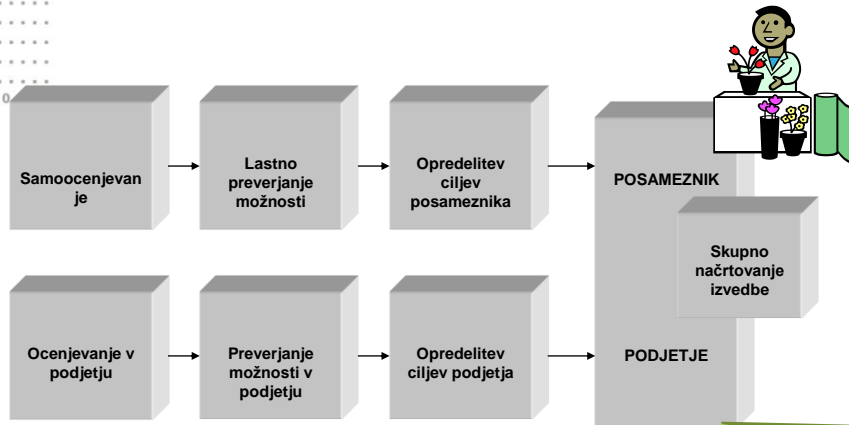 Samoocenjevan
je
Lastno
preverjanje
možnosti
Opredelitev
ciljev
posameznika
POSAMEZNIK
Skupno
načrtovanje
izvedbe
Ocenjevanje v
podjetju
Preverjanje
možnosti v
podjetju
Opredelitev
ciljev podjetja
PODJETJE